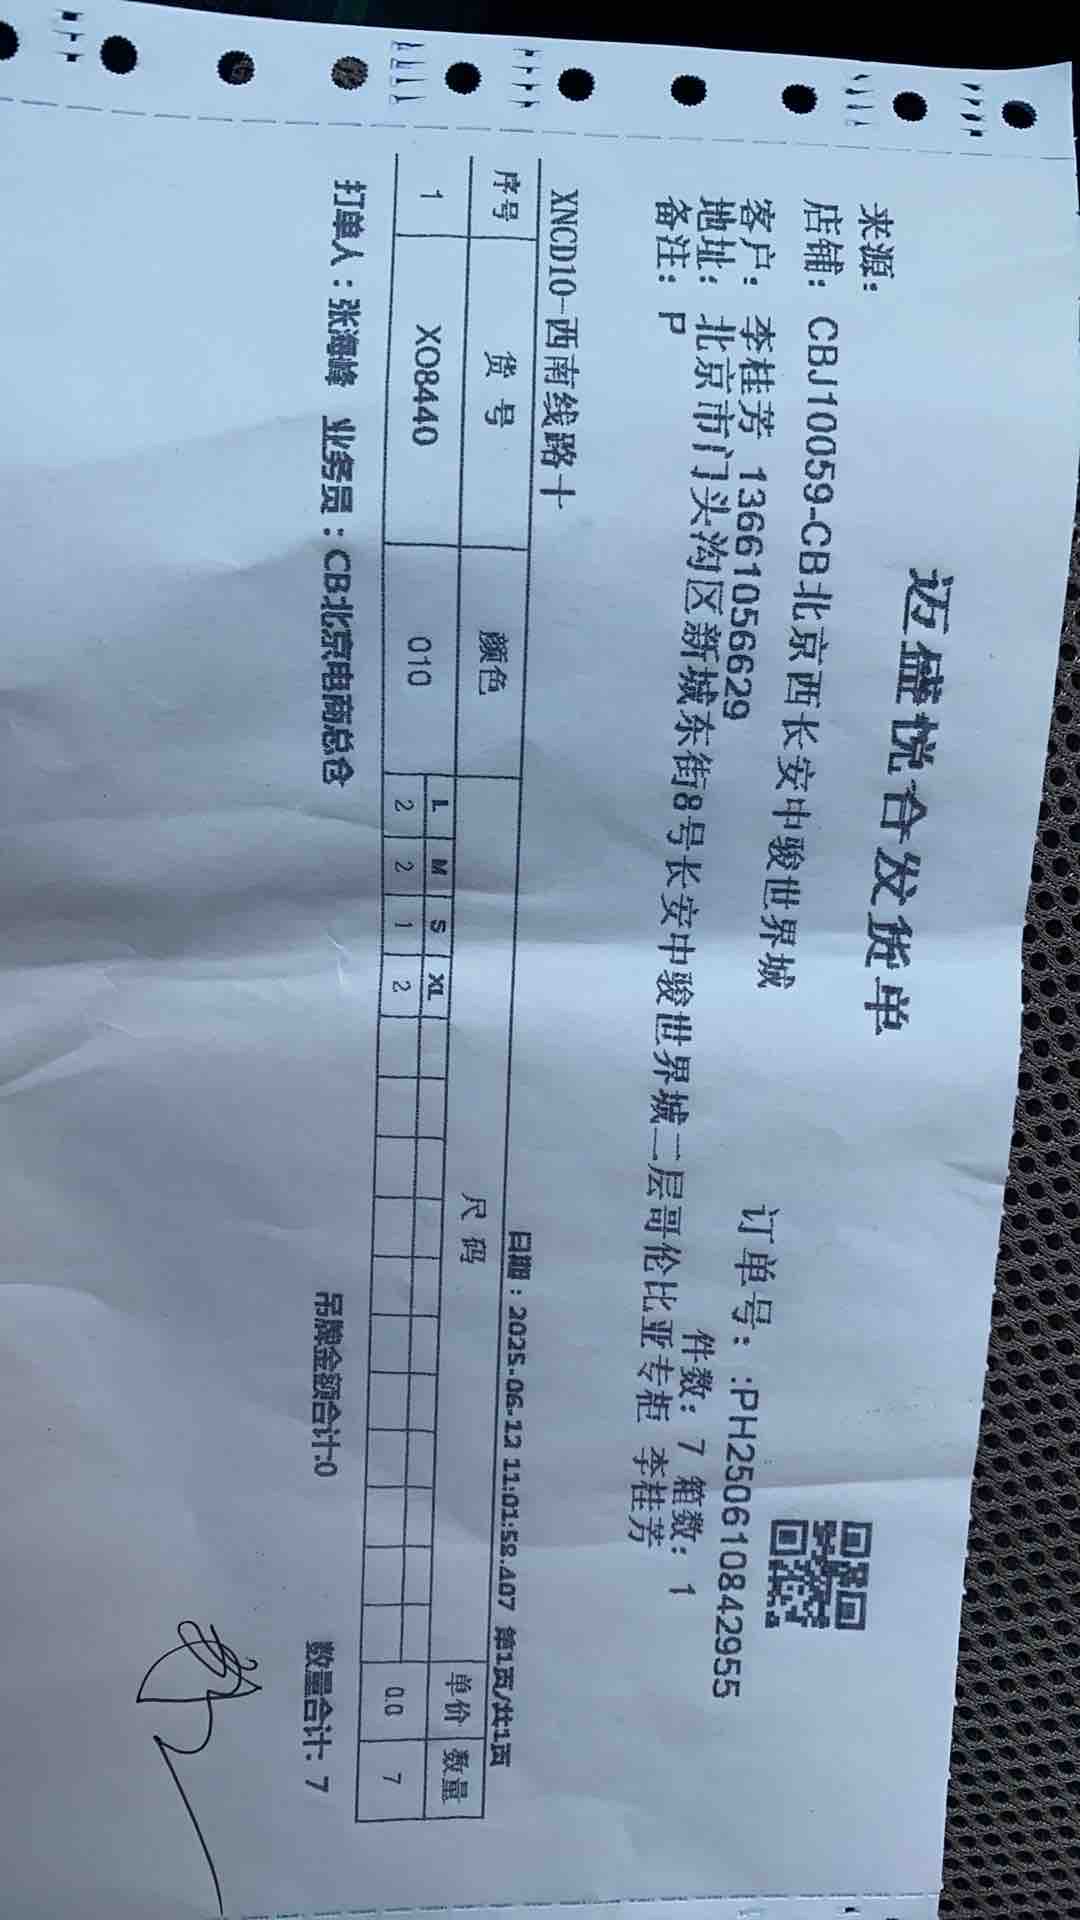 迈盛悦合发货单
来源：
店铺：CBJ10059-CB北京西长安中骏世界城
客户：李桂芳 13661056629 订单号：:PH2506108429​55
地址：北京市门头沟区新城东街8号长安中骏世界城二层哥伦比亚专柜 李桂芳
备注：P 件数：7 箱数：1
XNCD10-西南线路十 日期：2025-06-12 11:01:58.407 第1页/共1页
序号 货号 颜色 尺码 单价 数量
L M S XL
1 XO8440 010 2 2 1 2 0.0 7
打单人：张海峰 业务员：CB北京电商总仓 吊牌金额合计:0 数量合计: 7